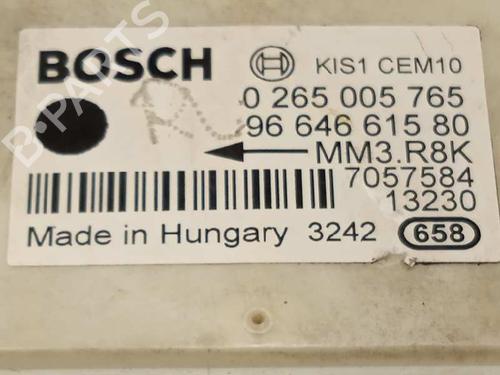 BOSCH KIS1 CEM10
0 265 005 765
96 646 615 80
MM3.R8K
7057584
13230
Made in Hungary 3242 658
B-PARTS